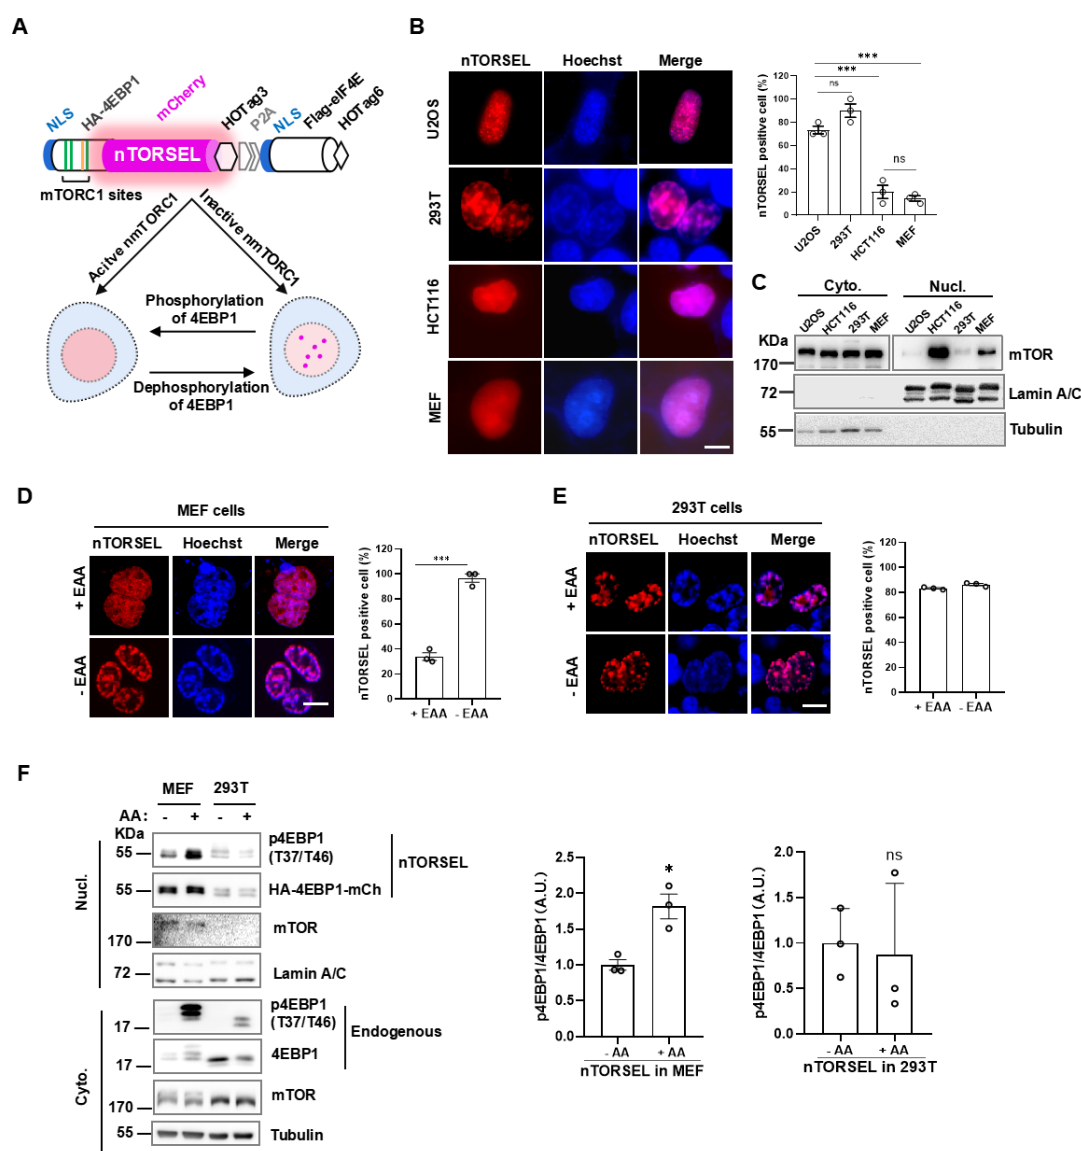 A
NLS
HA-4EBP1
mCherry
HOTag3
P2A
NLS
Flag-eIF4E
HOTag6
nTORSEL
mTORC1 sites
Acitve nmTORC1
Inactive nmTORC1
Phosphorylation
of 4EBP1
Dephosphorylation
of 4EBP1
B
nTORSEL Hoechst Merge
U2OS
293T
HCT116
MEF
nTORSEL positive cell (%)
120
100
80
60
40
20
0
***
***
ns
ns
U2OS 293T HCT116 MEF
C
Cyto. Nucl.
U2OS HCT116 293T MEF U2OS HCT116 293T MEF
KDa
170 mTOR
72 Lamin A/C
55 Tubulin
D
MEF cells
nTORSEL Hoechst Merge
+ EAA
- EAA
nTORSEL positive cell (%)
120
100
80
60
40
20
0
***
+ EAA - EAA
E
293T cells
nTORSEL Hoechst Merge
+ EAA
- EAA
nTORSEL positive cell (%)
120
100
80
60
40
20
0
+ EAA - EAA
F
MEF 293T
AA: - + - +
KDa
Nucl.
55 p4EBP1
(T37/T46)
nTORSEL
55 HA-4EBP1-mCh
170 mTOR
72 Lamin A/C
Cyto.
17 p4EBP1
(T37/T46)
Endogenous
17 4EBP1
170 mTOR
55 Tubulin
p4EBP1/4EBP1 (A.U.)
2.5
2.0
1.5
1.0
0.5
0.0
*
- AA + AA
nTORSEL in MEF
p4EBP1/4EBP1 (A.U.)
2.0
1.5
1.0
0.5
0.0
ns
- AA + AA
nTORSEL in 293T